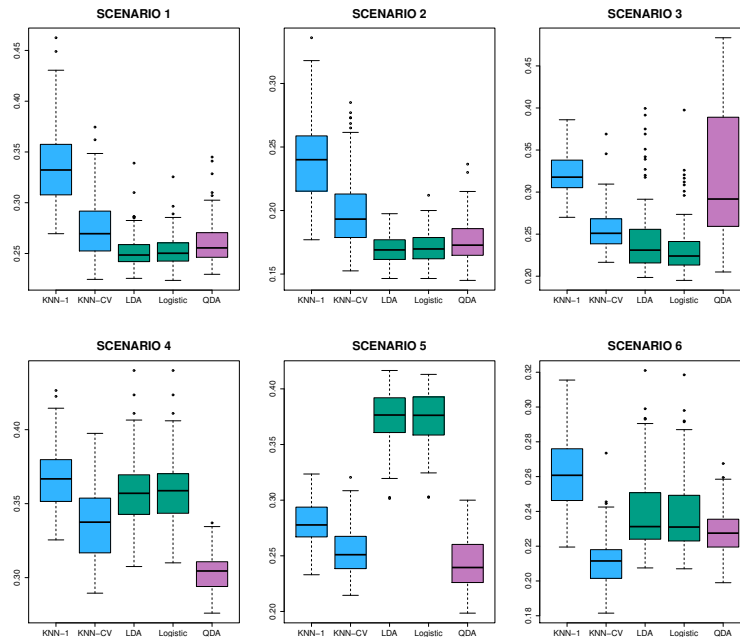 SCENARIO 1
0.45
0.40
0.35
0.30
0.25
KNN−1
KNN−CV
LDA
Logistic
QDA
SCENARIO 2
0.30
0.25
0.20
0.15
KNN−1
KNN−CV
LDA
Logistic
QDA
SCENARIO 3
0.45
0.40
0.35
0.30
0.25
0.20
KNN−1
KNN−CV
LDA
Logistic
QDA
SCENARIO 4
0.40
0.35
0.30
KNN−1
KNN−CV
LDA
Logistic
QDA
SCENARIO 5
0.40
0.35
0.30
0.25
0.20
KNN−1
KNN−CV
LDA
Logistic
QDA
SCENARIO 6
0.32
0.28
0.26
0.24
0.22
0.20
0.18
KNN−1
KNN−CV
LDA
Logistic
QDA